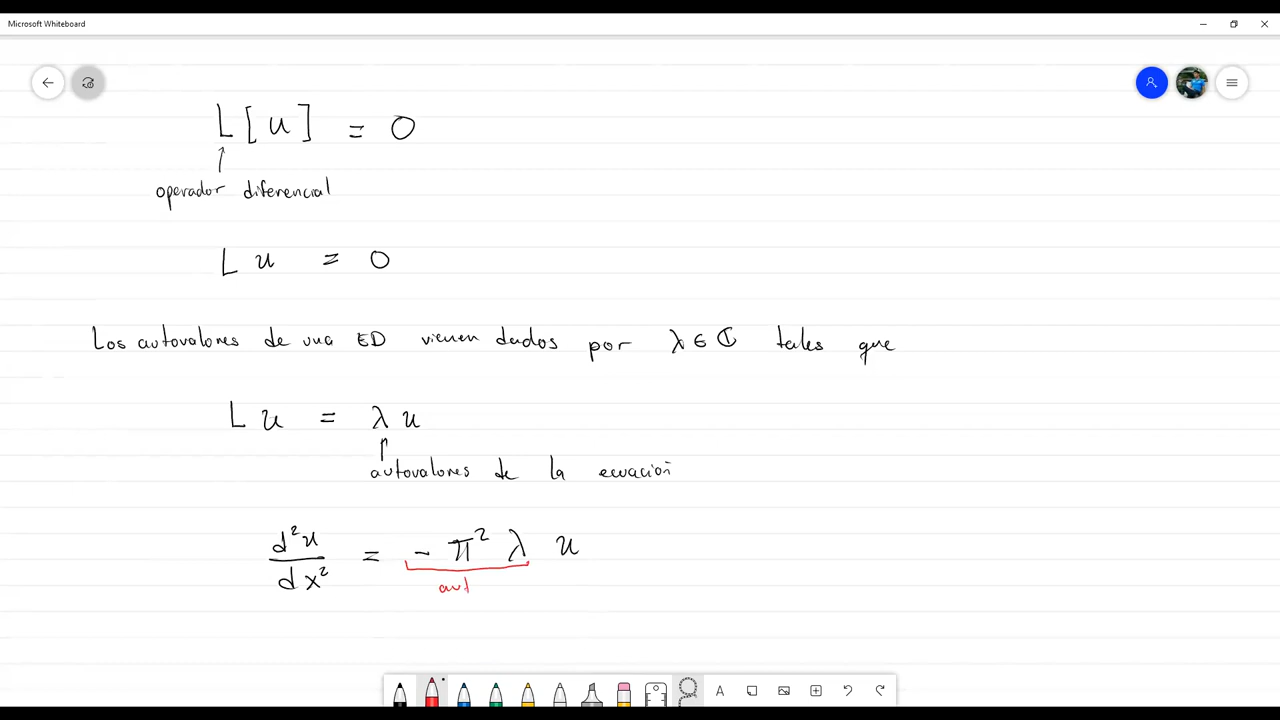 Microsoft Whiteboard
L[u] = 0
operador diferencial
L u = 0
Los autovalores de una ED vienen dados por λ ∈ ℂ tales que
L u = λ u
autovalores de la ecuación
d²u/dx² = - π² λ u
aut
A